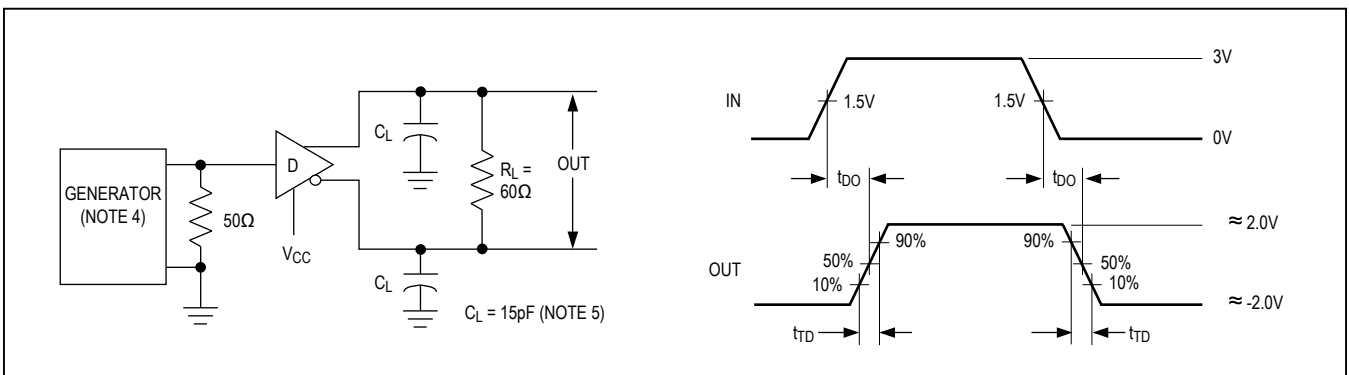 GENERATOR
(NOTE 4)
50Ω
D
VCC
CL
CL
RL =
60Ω
OUT
CL = 15pF (NOTE 5)
IN
1.5V
1.5V
3V
0V
tDO
tDO
OUT
90%
50%
10%
90%
50%
10%
≈ 2.0V
≈ -2.0V
tTD
tTD